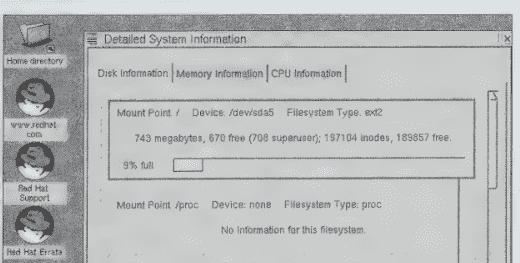 Home directory
www.redhat.
com
Red Hat
Support
Red Hat Errata
Detailed System Information
Disk Information
Memory Information
CPU Information
Mount Point: / Device: /dev/sda5 Filesystem Type: ext2
743 megabytes, 670 free (708 superuser); 197104 inodes, 189857 free.
9% full
Mount Point: /proc Device: none Filesystem Type: proc
No information for this filesystem.